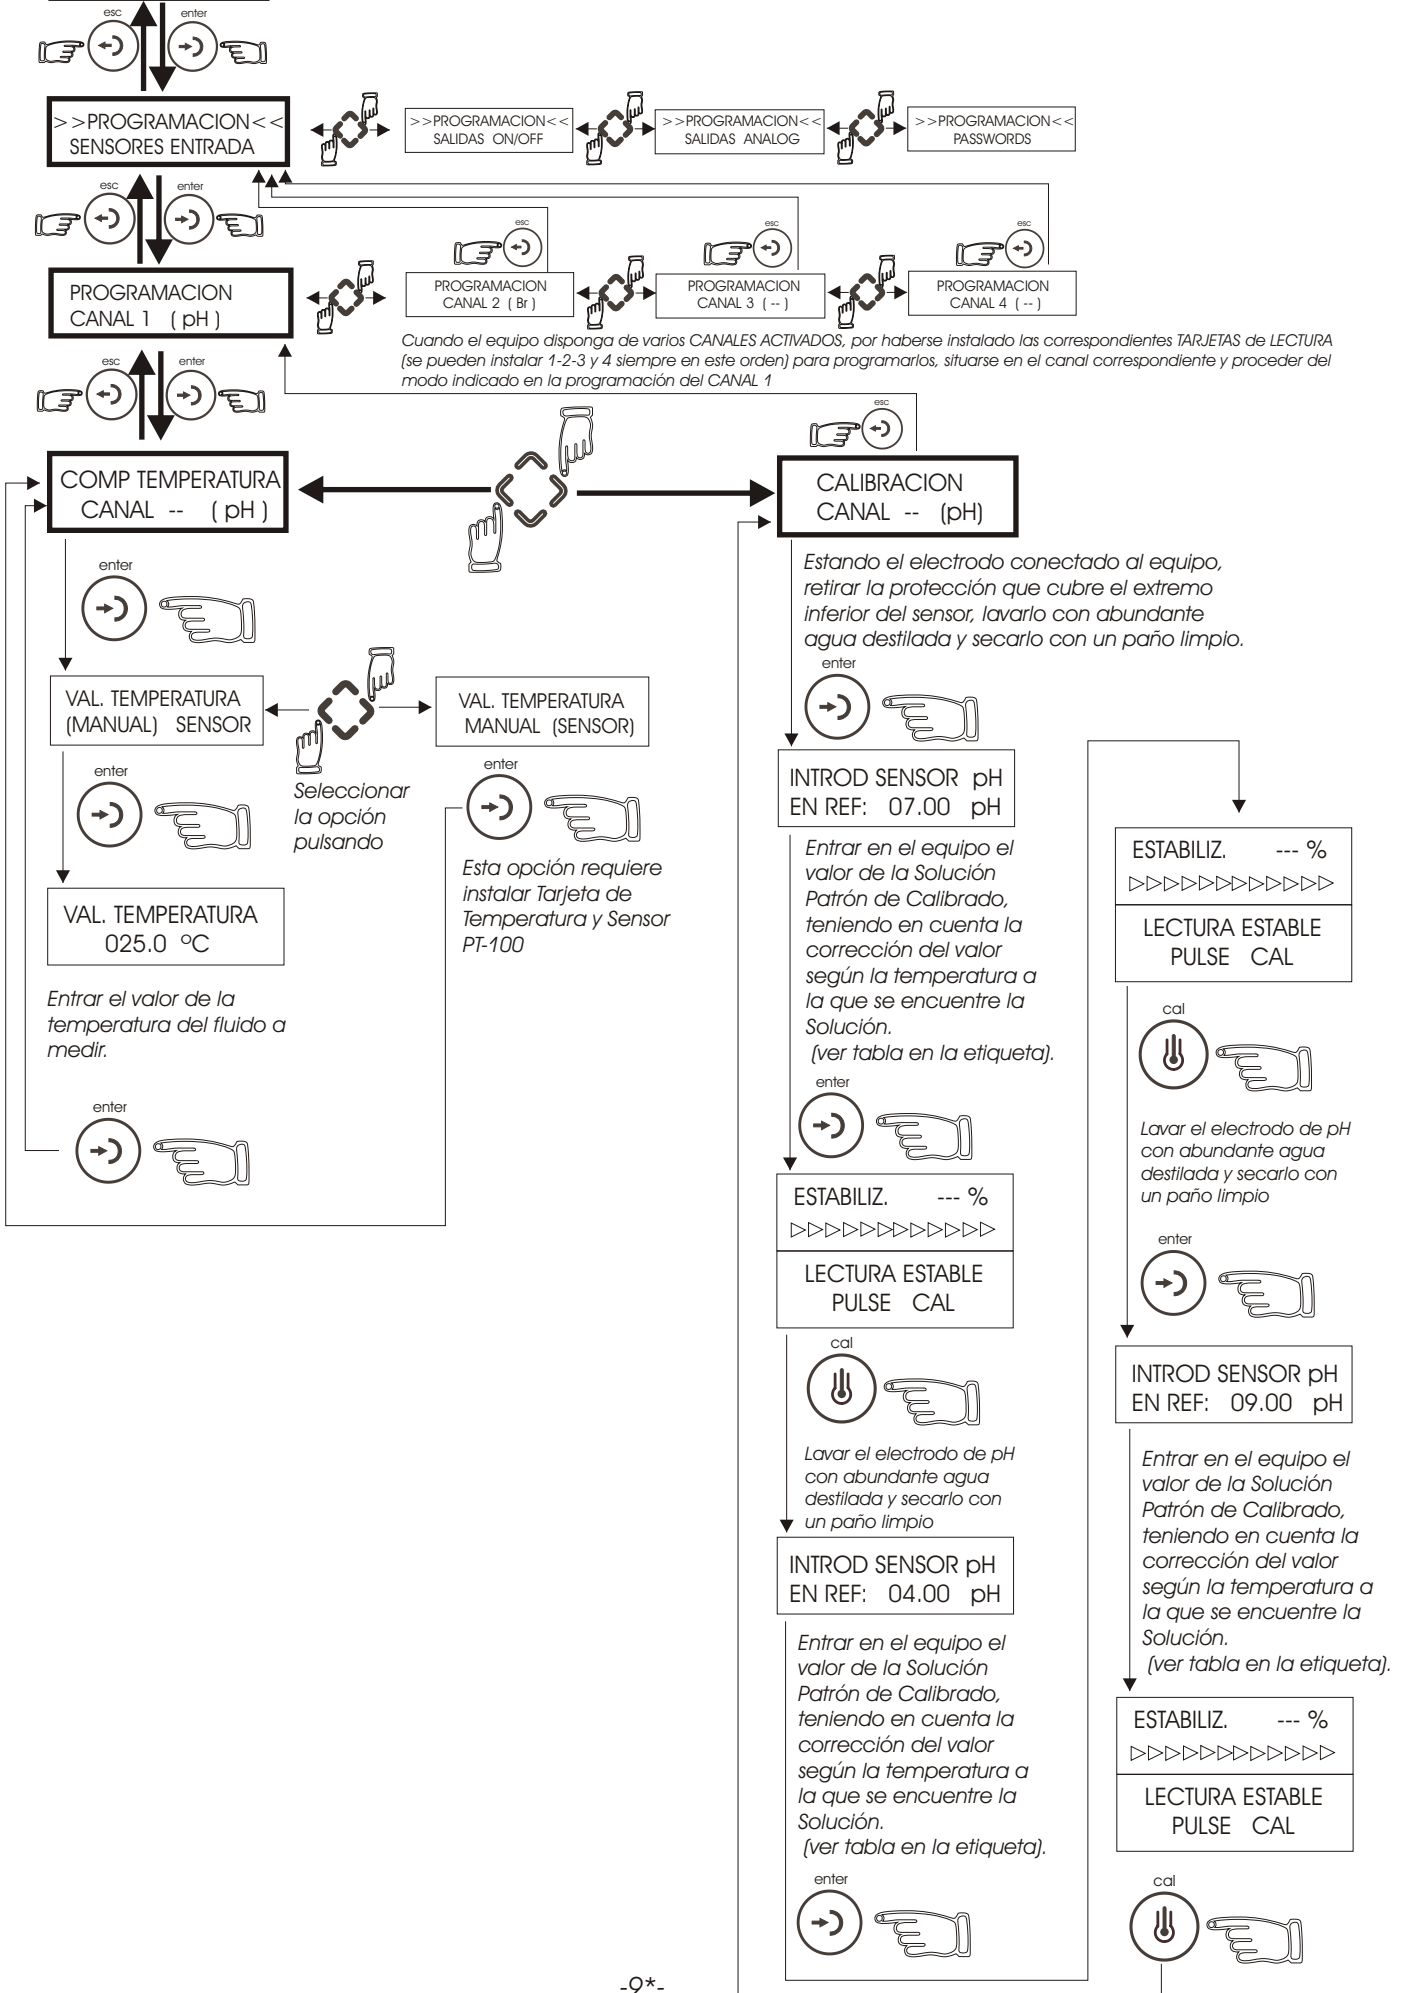 esc
enter
>>PROGRAMACION<<
SENSORES ENTRADA
>>PROGRAMACION<<
SALIDAS ON/OFF
>>PROGRAMACION<<
SALIDAS ANALOG
>>PROGRAMACION<<
PASSWORDS
esc
enter
esc
esc
esc
PROGRAMACION
CANAL 1 ( pH )
PROGRAMACION
CANAL 2 ( Br )
PROGRAMACION
CANAL 3 ( -- )
PROGRAMACION
CANAL 4 ( -- )
Cuando el equipo disponga de varios CANALES ACTIVADOS, por haberse instalado las correspondientes TARJETAS de LECTURA
(se pueden instalar 1-2-3 y 4 siempre en este orden) para programarlos, situarse en el canal correspondiente y proceder del
modo indicado en la programación del CANAL 1
esc
enter
esc
COMP TEMPERATURA
CANAL -- ( pH )
CALIBRACION
CANAL -- (pH)
enter
VAL. TEMPERATURA
(MANUAL) SENSOR
VAL. TEMPERATURA
MANUAL (SENSOR)
enter
Seleccionar
la opción
pulsando
enter
Esta opción requiere
instalar Tarjeta de
Temperatura y Sensor
PT-100
VAL. TEMPERATURA
025.0 ºC
Entrar el valor de la
temperatura del fluido a
medir.
enter
Estando el electrodo conectado al equipo,
retirar la protección que cubre el extremo
inferior del sensor, lavarlo con abundante
agua destilada y secarlo con un paño limpio.
enter
INTROD SENSOR pH
EN REF: 07.00 pH
Entrar en el equipo el
valor de la Solución
Patrón de Calibrado,
teniendo en cuenta la
corrección del valor
según la temperatura a
la que se encuentre la
Solución.
(ver tabla en la etiqueta).
enter
ESTABILIZ. --- %
▷▷▷▷▷▷▷▷▷▷▷▷
LECTURA ESTABLE
PULSE CAL
cal
Lavar el electrodo de pH
con abundante agua
destilada y secarlo con
un paño limpio
INTROD SENSOR pH
EN REF: 04.00 pH
Entrar en el equipo el
valor de la Solución
Patrón de Calibrado,
teniendo en cuenta la
corrección del valor
según la temperatura a
la que se encuentre la
Solución.
(ver tabla en la etiqueta).
enter
ESTABILIZ. --- %
▷▷▷▷▷▷▷▷▷▷▷▷
LECTURA ESTABLE
PULSE CAL
cal
Lavar el electrodo de pH
con abundante agua
destilada y secarlo con
un paño limpio
enter
INTROD SENSOR pH
EN REF: 09.00 pH
Entrar en el equipo el
valor de la Solución
Patrón de Calibrado,
teniendo en cuenta la
corrección del valor
según la temperatura a
la que se encuentre la
Solución.
(ver tabla en la etiqueta).
ESTABILIZ. --- %
▷▷▷▷▷▷▷▷▷▷▷▷
LECTURA ESTABLE
PULSE CAL
cal
-9*-